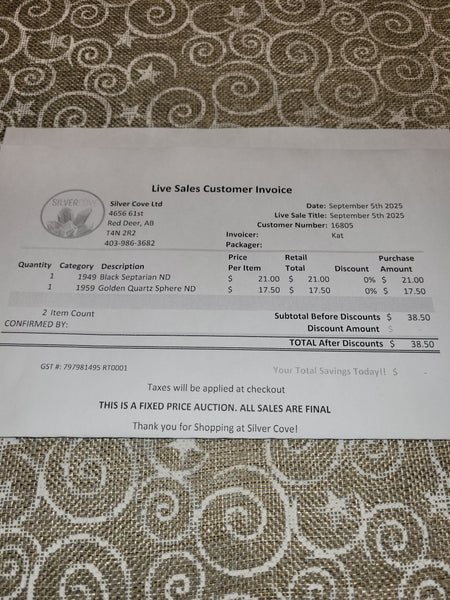 Live Sales Customer Invoice
SILVERCOVE
Silver Cove Ltd
4656 61st
Red Deer, AB
T4N 2R2
403-986-3682
Date: September 5th 2025
Live Sale Title: September 5th 2025
Customer Number: 16805
Invoicer: Kat
Packager:
Quantity Category Description Price Per Item Retail Total Discount Purchase Amount
1 1949 Black Septarian ND $ 21.00 $ 21.00 0% $ 21.00
1 1959 Golden Quartz Sphere ND $ 17.50 $ 17.50 0% $ 17.50
2 Item Count
Subtotal Before Discounts $ 38.50
CONFIRMED BY:
Discount Amount $
TOTAL After Discounts $ 38.50
GST #: 797981495 RT0001
Your Total Savings Today!! $ -
Taxes will be applied at checkout
THIS IS A FIXED PRICE AUCTION. ALL SALES ARE FINAL
Thank you for Shopping at Silver Cove!